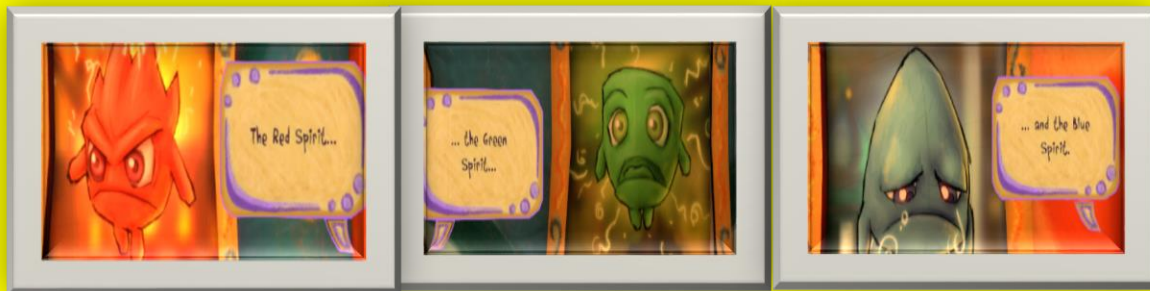 The Red Spirit...
... the Green
Spirit...
... and the Blue
Spirit.